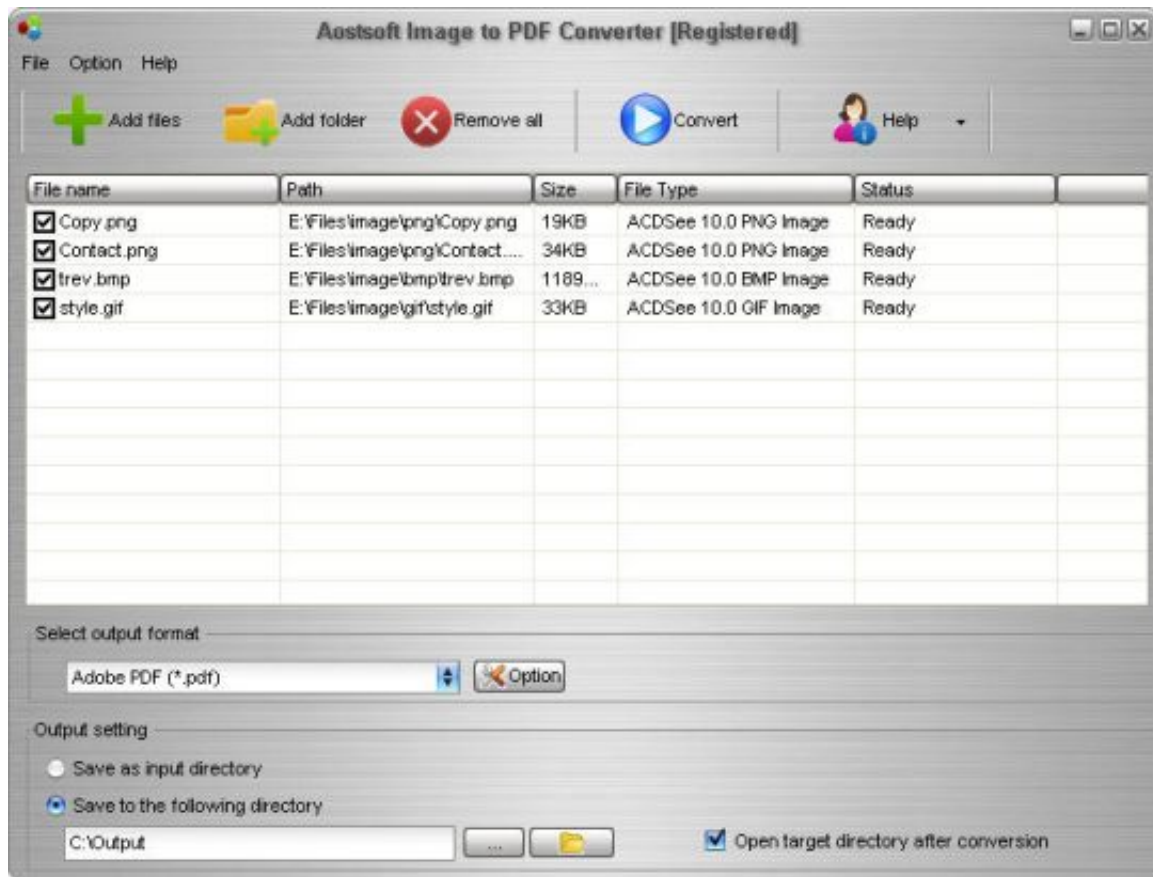 Aostsoft Image to PDF Converter [Registered]
File Option Help
Add files Add folder Remove all Convert Help
File name Path Size File Type Status
Copy.png E:\Files\image\png\Copy.png 19KB ACDSee 10.0 PNG Image Ready
Contact.png E:\Files\image\png\Contact.... 34KB ACDSee 10.0 PNG Image Ready
trev.bmp E:\Files\image\bmp\trev.bmp 1189... ACDSee 10.0 BMP Image Ready
style.gif E:\Files\image\gif\style.gif 33KB ACDSee 10.0 GIF Image Ready
Select output format
Adobe PDF (*.pdf) Option
Output setting
Save as input directory
Save to the following directory
C:\Output ... Open target directory after conversion